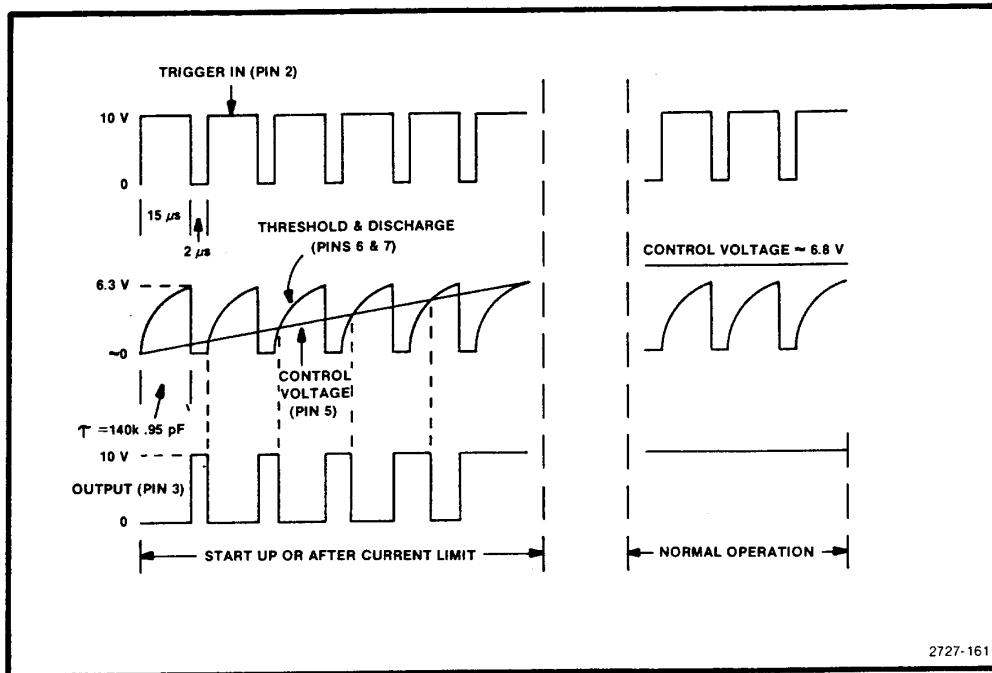 TRIGGER IN (PIN 2)
10 V
0
15 μs
2 μs
THRESHOLD & DISCHARGE
(PINS 6 & 7)
CONTROL VOLTAGE ~ 6.8 V
6.3 V
~0
CONTROL
VOLTAGE
(PIN 5)
τ =140k .95 pF
10 V
OUTPUT (PIN 3)
0
START UP OR AFTER CURRENT LIMIT
NORMAL OPERATION
2727-161